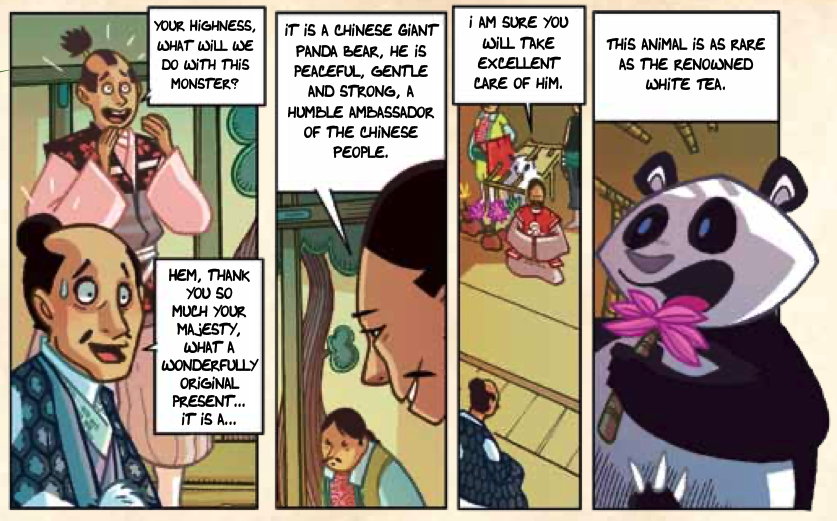 YOUR HIGHNESS,
WHAT WILL WE
DO WITH THIS
MONSTER?
HEM, THANK
YOU SO
MUCH YOUR
MAJESTY,
WHAT A
WONDERFULLY
ORIGINAL
PRESENT...
IT IS A...
IT IS A CHINESE GIANT
PANDA BEAR, HE IS
PEACEFUL, GENTLE
AND STRONG, A
HUMBLE AMBASSADOR
OF THE CHINESE
PEOPLE.
I AM SURE YOU
WILL TAKE
EXCELLENT
CARE OF HIM.
THIS ANIMAL IS AS RARE
AS THE RENOWNED
WHITE TEA.